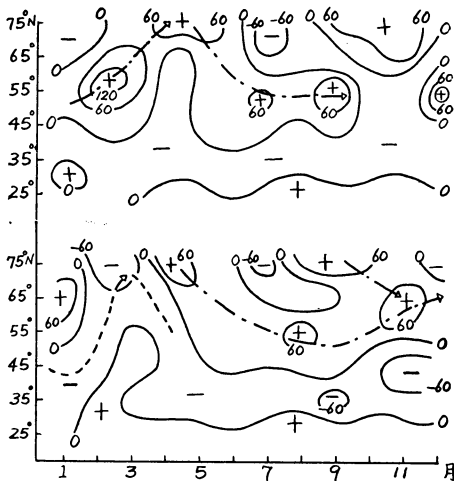 0 60 + 60 0 -60 -60 0 60 60
75°N − − + 0
65° 0 0
55° + + 60
0 120 60 + 60 60 +
45° 0 0
35° + − − −
25° 0 0 + 0
-60 0 60 0 60 0
75°N − + 0 -60 − + −
65° + +
55° 60 + 60
0 60 0
45° − −
35° − − -60
-60
25° + + 0
0
1 3 5 7 9 11 月